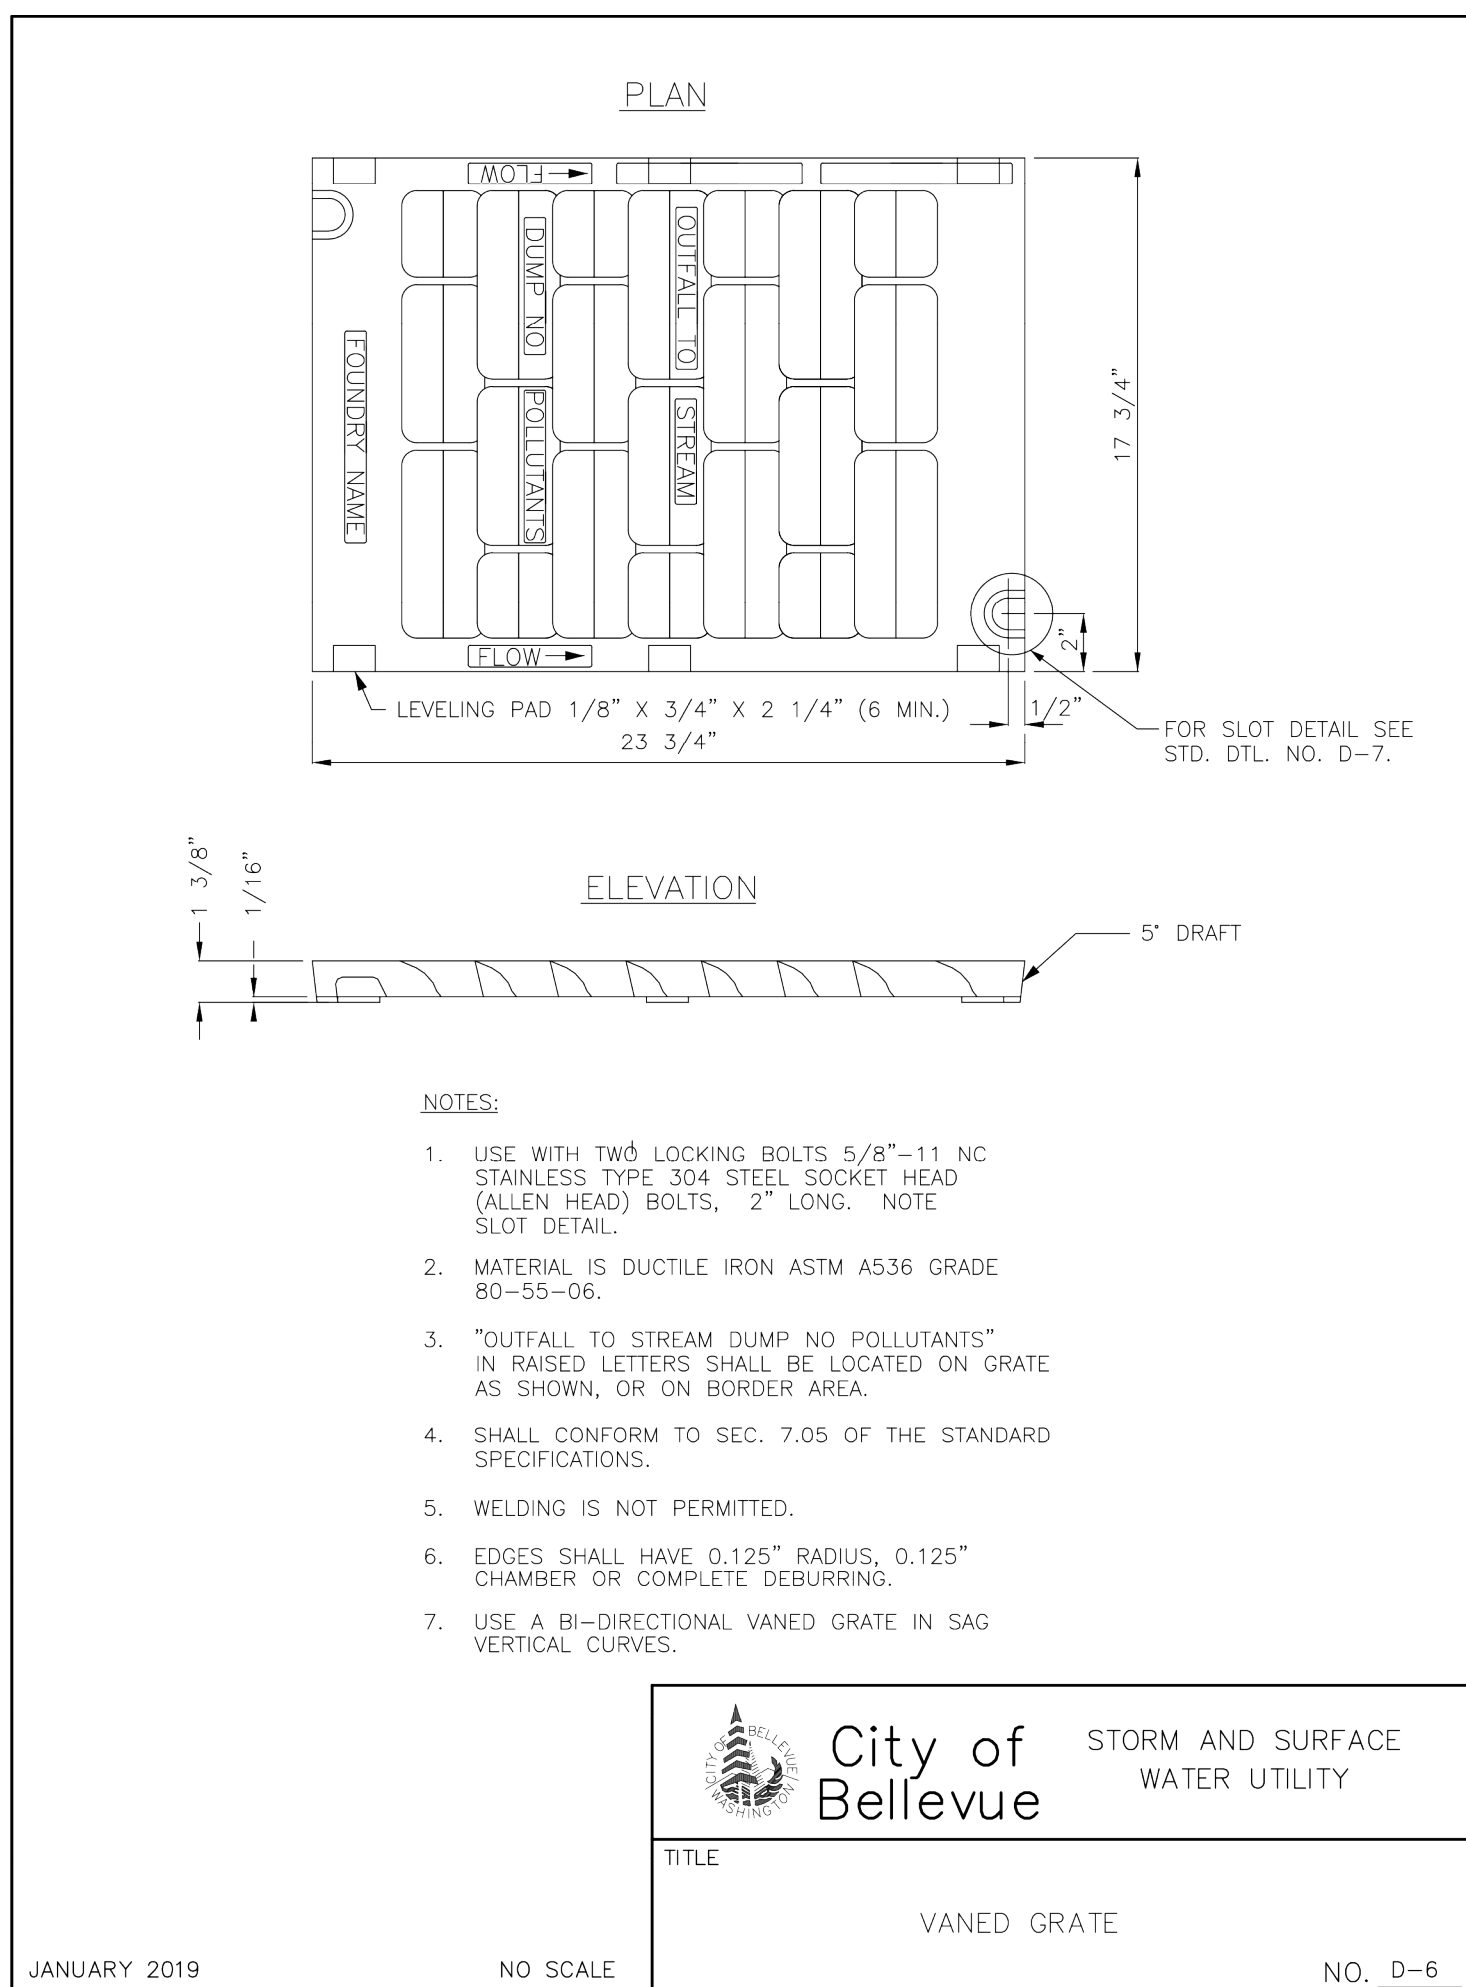 PLAN
FLOW
DUMP NO
OUTFALL TO
FOUNDRY NAME
POLLUTANTS
STREAM
17 3/4"
2"
FLOW
LEVELING PAD 1/8" X 3/4" X 2 1/4" (6 MIN.)
1/2"
23 3/4"
FOR SLOT DETAIL SEE
STD. DTL. NO. D-7.
1 3/8"
1/16"
ELEVATION
5° DRAFT
NOTES:
1. USE WITH TWO LOCKING BOLTS 5/8"-11 NC
STAINLESS TYPE 304 STEEL SOCKET HEAD
(ALLEN HEAD) BOLTS, 2" LONG. NOTE
SLOT DETAIL.
2. MATERIAL IS DUCTILE IRON ASTM A536 GRADE
80-55-06.
3. "OUTFALL TO STREAM DUMP NO POLLUTANTS"
IN RAISED LETTERS SHALL BE LOCATED ON GRATE
AS SHOWN, OR ON BORDER AREA.
4. SHALL CONFORM TO SEC. 7.05 OF THE STANDARD
SPECIFICATIONS.
5. WELDING IS NOT PERMITTED.
6. EDGES SHALL HAVE 0.125" RADIUS, 0.125"
CHAMBER OR COMPLETE DEBURRING.
7. USE A BI-DIRECTIONAL VANED GRATE IN SAG
VERTICAL CURVES.
CITY OF BELLEVUE
WASHINGTON
City of
Bellevue
STORM AND SURFACE
WATER UTILITY
TITLE
VANED GRATE
JANUARY 2019
NO SCALE
NO. D-6